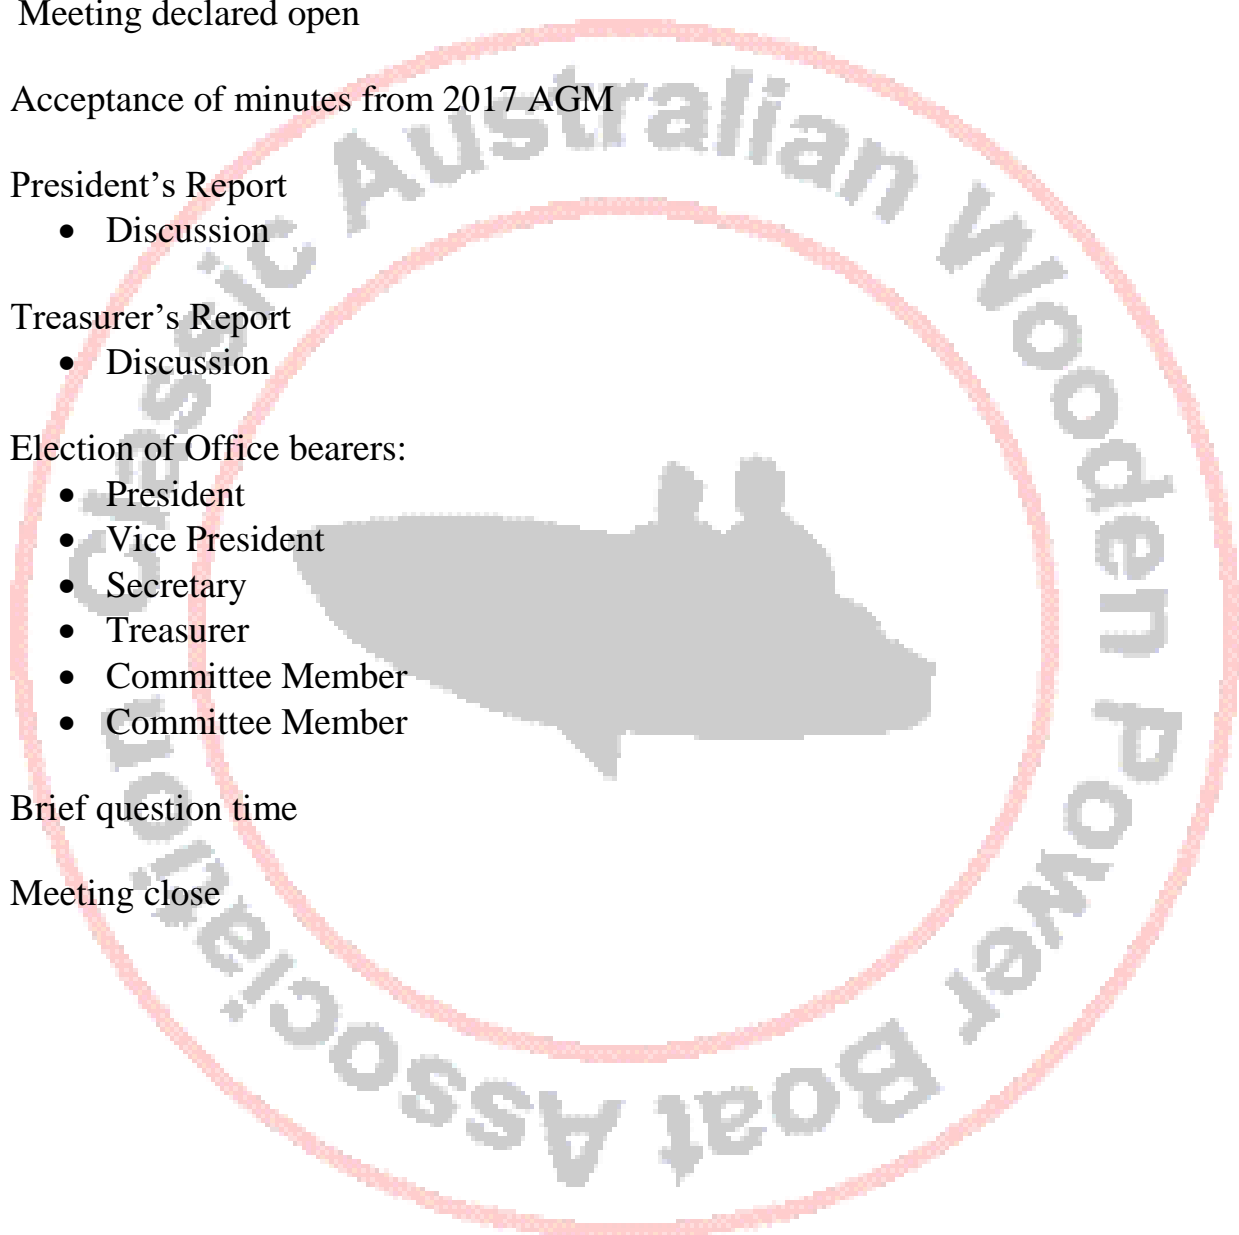 Meeting declared open
Acceptance of minutes from 2017 AGM
President’s Report
• Discussion
Treasurer’s Report
• Discussion
Election of Office bearers:
• President
• Vice President
• Secretary
• Treasurer
• Committee Member
• Committee Member
Brief question time
Meeting close
Classic Australian Wooden Power Boat Association